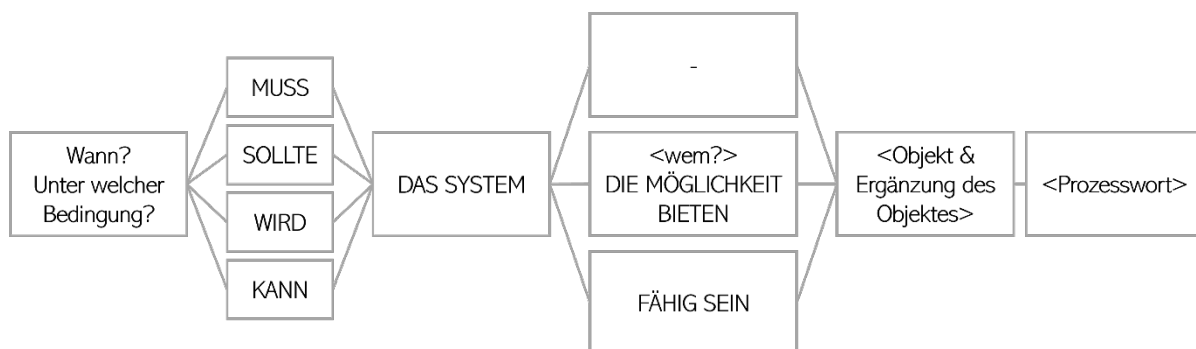 Wann?
Unter welcher
Bedingung?
MUSS
SOLLTE
WIRD
KANN
DAS SYSTEM
-
<wem?>
DIE MÖGLICHKEIT
BIETEN
FÄHIG SEIN
<Objekt &
Ergänzung des
Objektes>
<Prozesswort>